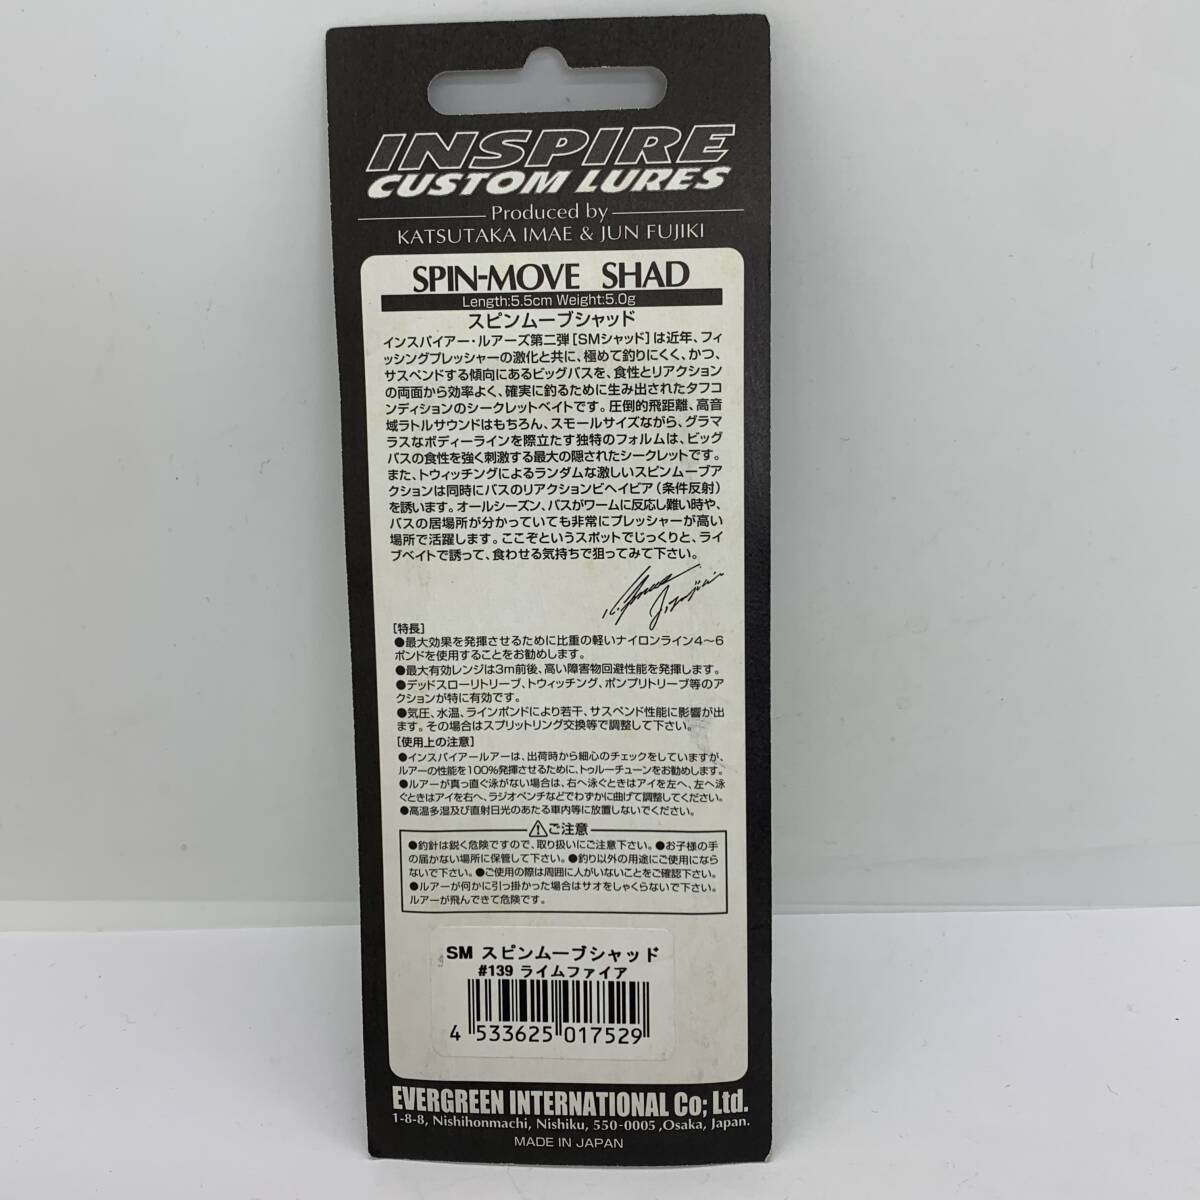 INSPIRE
CUSTOM LURES
Produced by
KATSUTAKA IMAE & JUN FUJIKI
SPIN-MOVE SHAD
Length:5.5cm Weight:5.0g
スピンムーブシャッド
インスパイアー・ルアーズ第二弾[SMシャッド]は近年、フィ
ッシングプレッシャーの激化と共に、極めて釣りにくく、かつ、
サスペンドする傾向にあるビッグバスを、食性とリアクション
の両面から効率よく、確実に釣るために生み出されたタフコ
ンディションのシークレットベイトです。圧倒的飛距離、高音
域ラトルサウンドはもちろん、スモールサイズながら、グラマ
ラスなボディーラインを際立たす独特のフォルムは、ビッグ
バスの食性を強く刺激する最大の隠されたシークレットです。
また、トウィッチングによるランダムな激しいスピンムーブア
クションは同時にバスのリアクションビヘイビア(条件反射)
を誘います。オールシーズン、バスがワームに反応し難い時や、
バスの居場所が分かっていても非常にプレッシャーが高い
場所で活躍します。ここぞというスポットでじっくりと、ライ
ブベイトで誘って、食わせる気持ちで狙ってみて下さい。
[特長]
●最大効果を発揮させるために比重の軽いナイロンライン4〜6
ポンドを使用することをお勧めします。
●最大有効レンジは3m前後、高い障害物回避性能を発揮します。
●デッドスローリトリーブ、トウィッチング、ポンプリトリーブ等のア
クションが特に有効です。
●気圧、水温、ラインポンドにより若干、サスペンド性能に影響が出
ます。その場合はスプリットリング交換等で調整して下さい。
[使用上の注意]
●インスパイアールアーは、出荷時から細心のチェックをしていますが、
ルアーの性能を100%発揮させるために、トゥルーチューンをお勧めします。
●ルアーが真っ直ぐ泳がない場合は、右へ泳ぐときはアイを左へ、左へ泳
ぐときはアイを右へ、ラジオペンチなどでわずかに曲げて調整してください。
●高温多湿及び直射日光のあたる車内等に放置しないでください。
⚠ご注意
●釣針は鋭く危険ですので、取り扱いにご注意下さい。●お子様の手
の届かない場所に保管して下さい。●釣り以外の用途にご使用になら
ないで下さい。●ご使用の際は周囲に人がいないことをご確認下さい。
●ルアーが何かに引っ掛かった場合はサオをしゃくらないで下さい。
ルアーが飛んできて危険です。
SM スピンムーブシャッド
#139 ライムファイア
4 533625 017529
EVERGREEN INTERNATIONAL Co; Ltd.
1-8-8, Nishihonmachi, Nishiku, 550-0005 ,Osaka, Japan.
MADE IN JAPAN